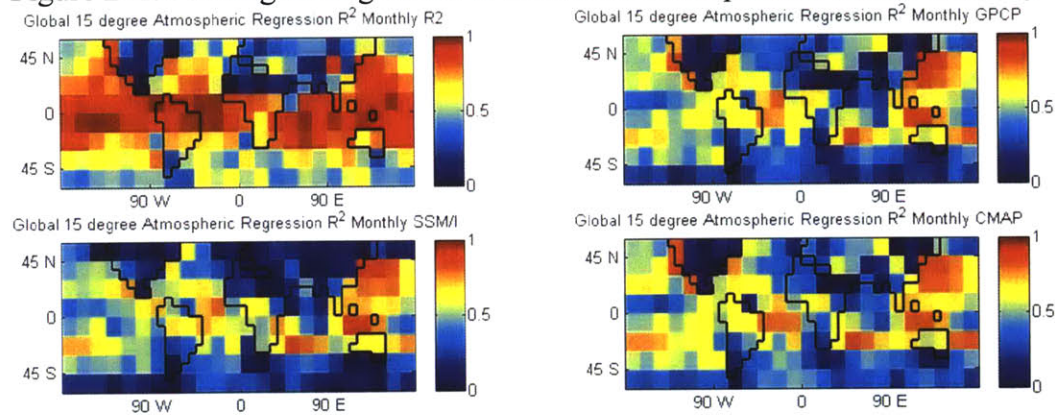 Global 15 degree Atmospheric Regression R² Monthly R2
45 N
0
45 S
90 W 0 90 E
1
0.5
0
Global 15 degree Atmospheric Regression R² Monthly GPCP
45 N
0
45 S
90 W 0 90 E
1
0.5
0
Global 15 degree Atmospheric Regression R² Monthly SSM/I
45 N
0
45 S
90 W 0 90 E
1
0.5
0
Global 15 degree Atmospheric Regression R² Monthly CMAP
45 N
0
45 S
90 W 0 90 E
1
0.5
0